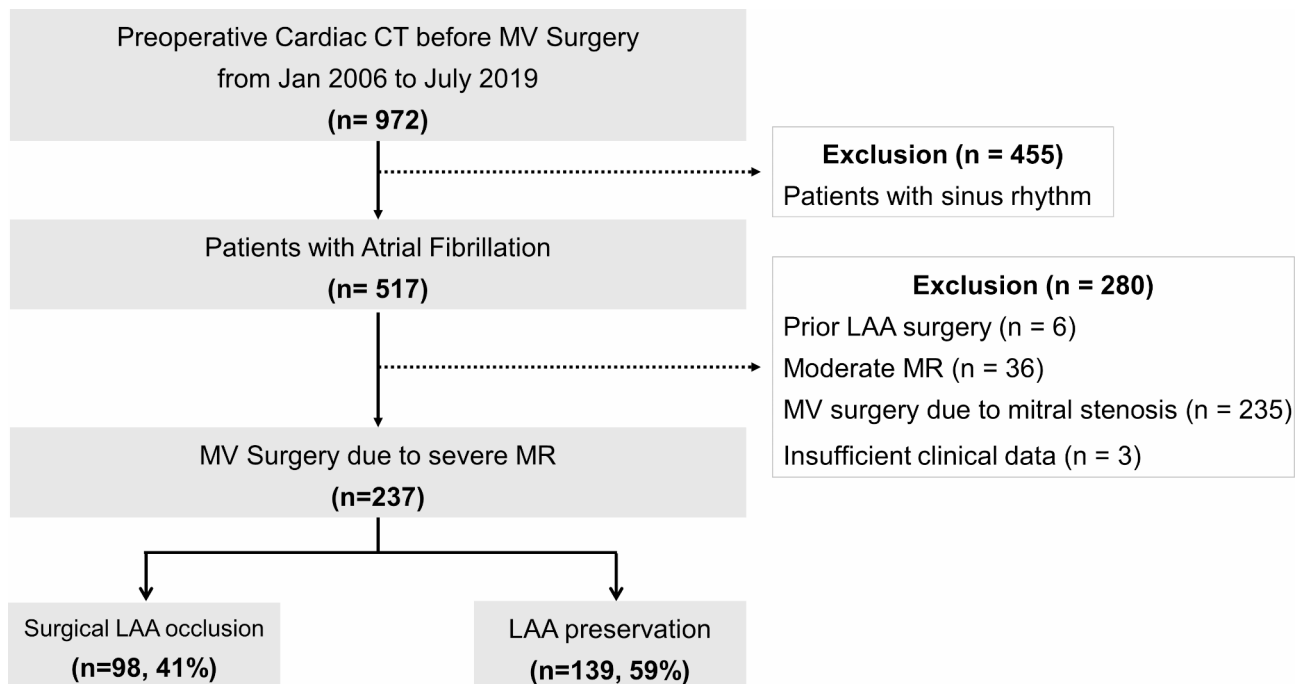 Preoperative Cardiac CT before MV Surgery
from Jan 2006 to July 2019
(n= 972)
Exclusion (n = 455)
Patients with sinus rhythm
Patients with Atrial Fibrillation
(n= 517)
Exclusion (n = 280)
Prior LAA surgery (n = 6)
Moderate MR (n = 36)
MV surgery due to mitral stenosis (n = 235)
Insufficient clinical data (n = 3)
MV Surgery due to severe MR
(n=237)
Surgical LAA occlusion
(n=98, 41%)
LAA preservation
(n=139, 59%)